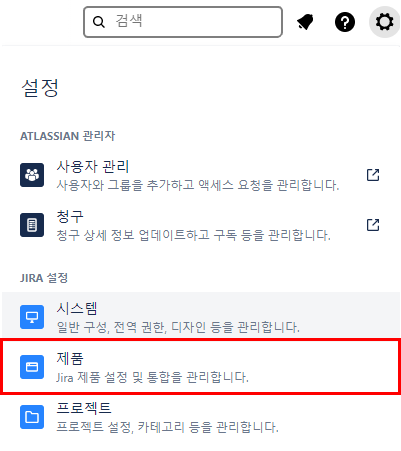 검색
설정
ATLASSIAN 관리자
사용자 관리
사용자와 그룹을 추가하고 액세스 요청을 관리합니다.
청구
청구 상세 정보 업데이트하고 구독 등을 관리합니다.
JIRA 설정
시스템
일반 구성, 전역 권한, 디자인 등을 관리합니다.
제품
Jira 제품 설정 및 통합을 관리합니다.
프로젝트
프로젝트 설정, 카테고리 등을 관리합니다.